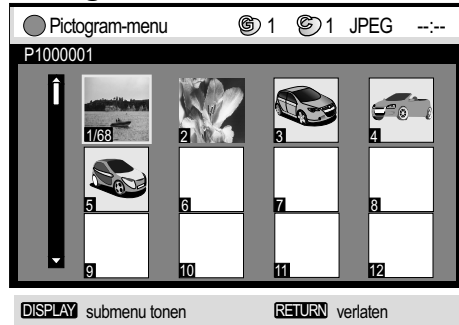 Pictogram-menu G 1 C 1 JPEG --:--
P1000001
1/68 2 3 4
5 6 7 8
9 10 11 12
DISPLAY submenu tonen RETURN verlaten